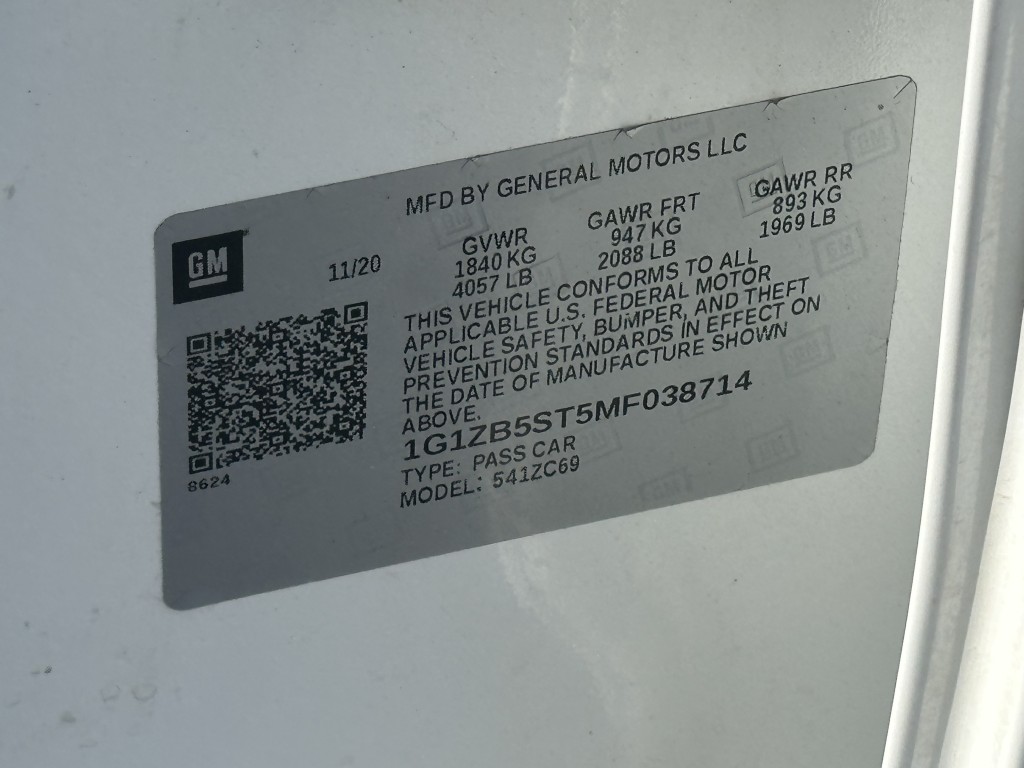 MFD BY GENERAL MOTORS LLC
GM
11/20
GVWR
1840 KG
4057 LB
GAWR FRT
947 KG
2088 LB
GAWR RR
893 KG
1969 LB
THIS VEHICLE CONFORMS TO ALL
APPLICABLE U.S. FEDERAL MOTOR
VEHICLE SAFETY, BUMPER, AND THEFT
PREVENTION STANDARDS IN EFFECT ON
THE DATE OF MANUFACTURE SHOWN
ABOVE.
1G1ZB5ST5MF038714
TYPE: PASS CAR
MODEL: 541ZC69
8624